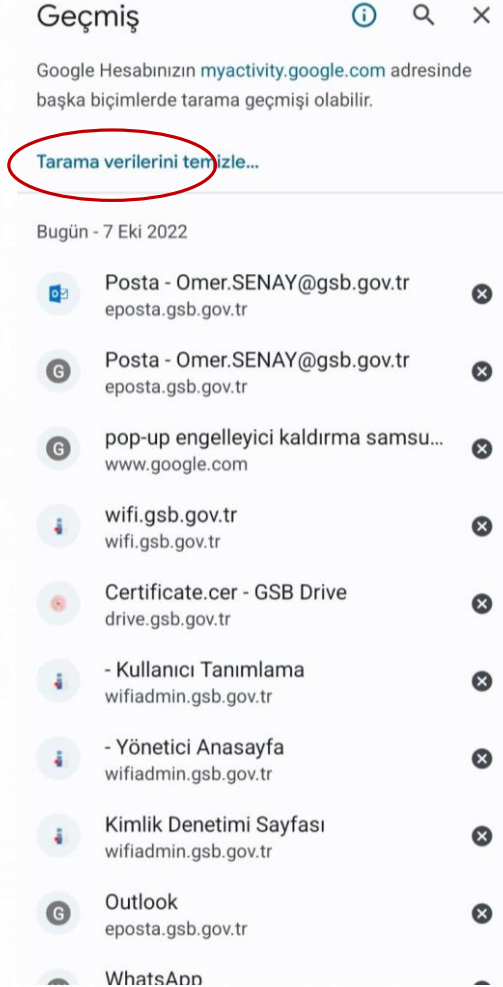 Geçmiş
Google Hesabınızın myactivity.google.com adresinde
başka biçimlerde tarama geçmişi olabilir.
Tarama verilerini temizle...
Bugün - 7 Eki 2022
Posta - Omer.SENAY@gsb.gov.tr
eposta.gsb.gov.tr
G
Posta - Omer.SENAY@gsb.gov.tr
eposta.gsb.gov.tr
G
pop-up engelleyici kaldırma samsu...
www.google.com
wifi.gsb.gov.tr
wifi.gsb.gov.tr
Certificate.cer - GSB Drive
drive.gsb.gov.tr
- Kullanıcı Tanımlama
wifiadmin.gsb.gov.tr
- Yönetici Anasayfa
wifiadmin.gsb.gov.tr
Kimlik Denetimi Sayfası
wifiadmin.gsb.gov.tr
G
Outlook
eposta.gsb.gov.tr
WhatsApp